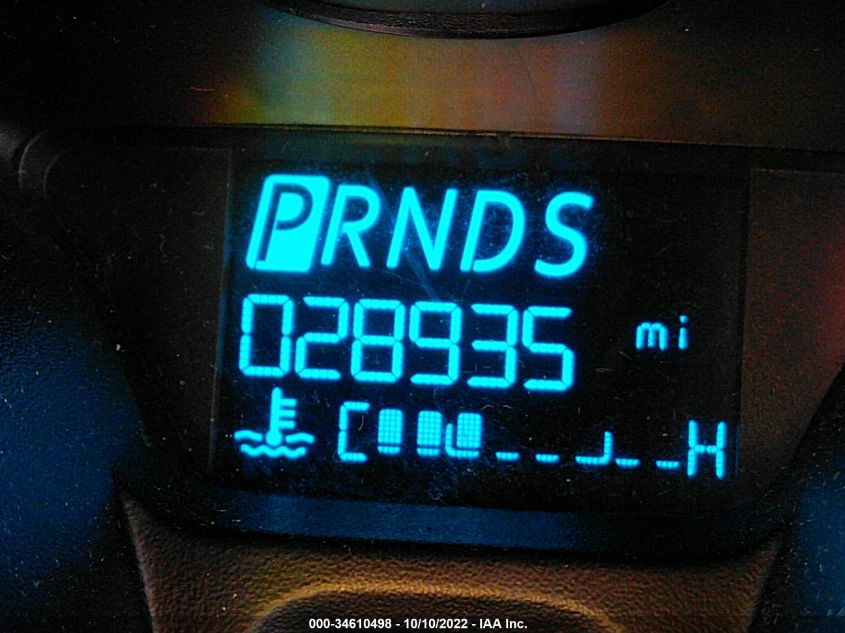 PRNDS
028935 mi
C H
000-34610498 - 10/10/2022 - IAA Inc.